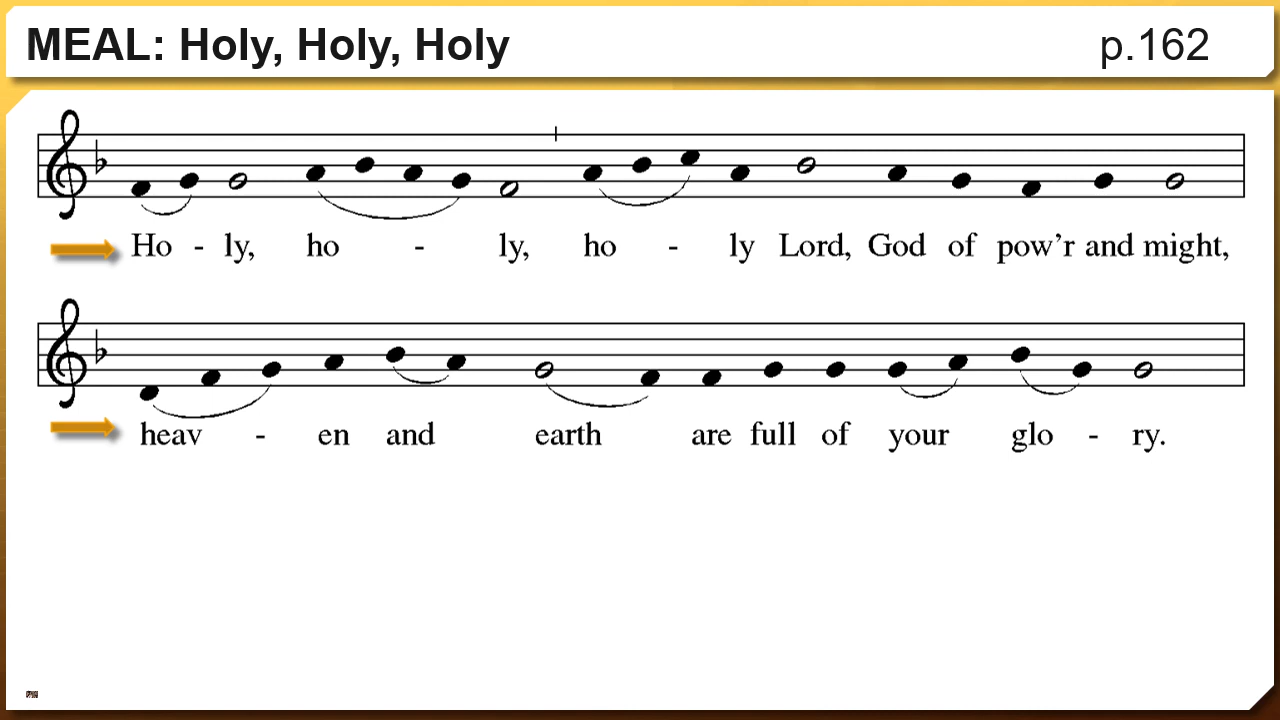 MEAL: Holy, Holy, Holy p.162
Ho - ly, ho - ly, ho - ly Lord, God of pow’r and might,
heav - en and earth are full of your glo - ry.